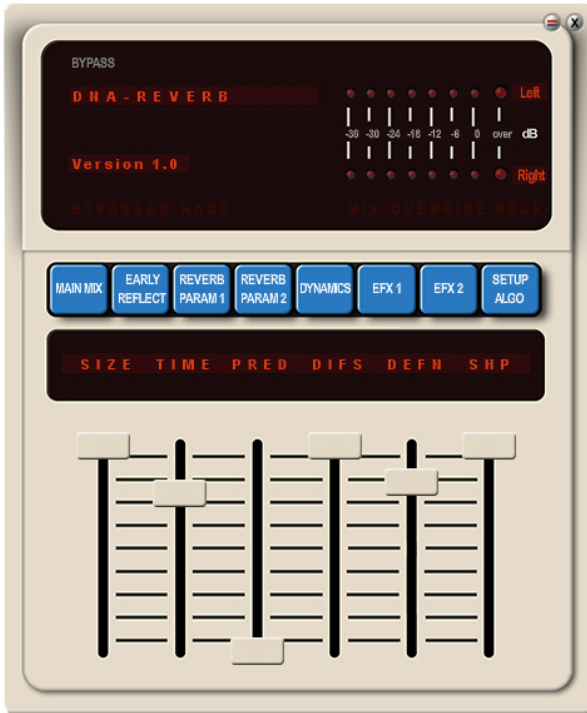 X
BYPASS
DNA-REVERB
Left
-36 -30 -24 -18 -12 -6 0 over dB
Version 1.0
Right
BYPASSED RACK
MIX OVERRIDE RACK
MAIN MIX
EARLY
REFLECT
REVERB
PARAM 1
REVERB
PARAM 2
DYNAMICS
EFX 1
EFX 2
SETUP
ALGO
SIZE TIME PRED DIFS DEFN SHP